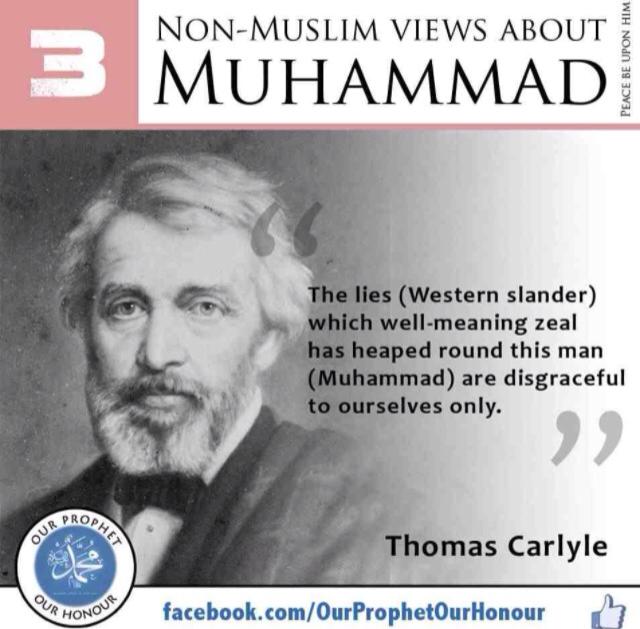 3
NON-MUSLIM VIEWS ABOUT
MUHAMMAD
PEACE BE UPON HIM
“
The lies (Western slander)
which well-meaning zeal
has heaped round this man
(Muhammad) are disgraceful
to ourselves only.
”
Thomas Carlyle
OUR PROPHET
محمد
OUR HONOUR
facebook.com/OurProphetOurHonour